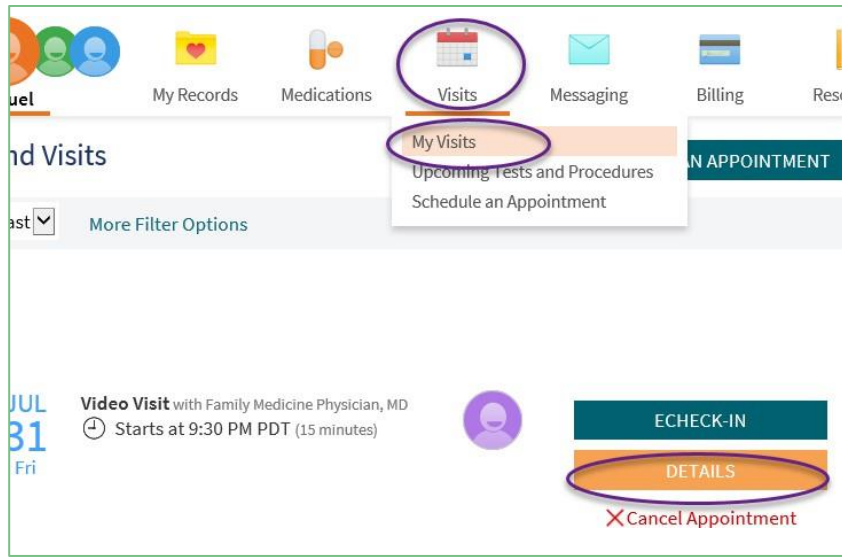 uel My Records Medications Visits Messaging Billing Reso
nd Visits
My Visits
AN APPOINTMENT
Upcoming Tests and Procedures
Schedule an Appointment
ast More Filter Options
JUL
31
Fri
Video Visit with Family Medicine Physician, MD
Starts at 9:30 PM PDT (15 minutes)
ECHECK-IN
DETAILS
Cancel Appointment